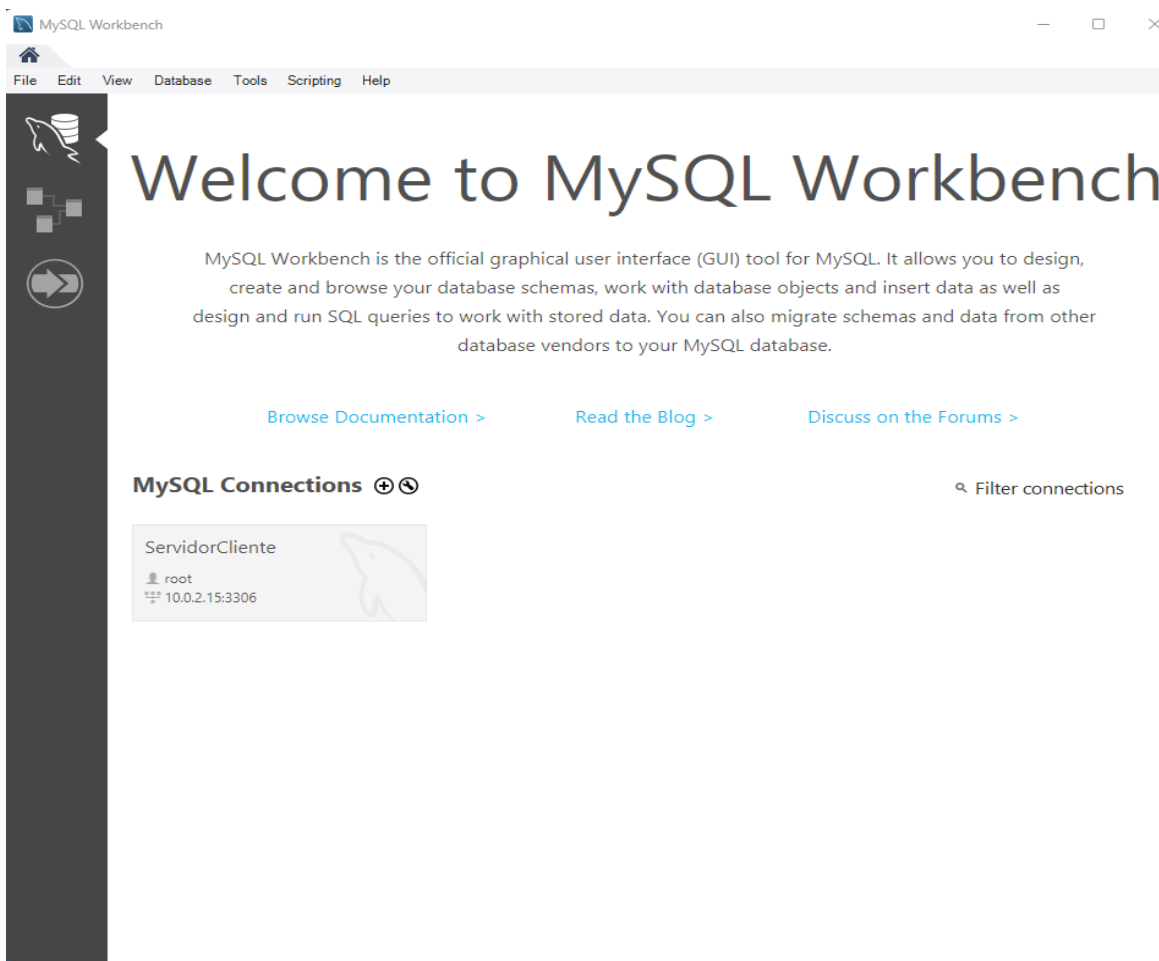 MySQL Workbench
File Edit View Database Tools Scripting Help
Welcome to MySQL Workbench
MySQL Workbench is the official graphical user interface (GUI) tool for MySQL. It allows you to design,
create and browse your database schemas, work with database objects and insert data as well as
design and run SQL queries to work with stored data. You can also migrate schemas and data from other
database vendors to your MySQL database.
Browse Documentation > Read the Blog > Discuss on the Forums >
MySQL Connections Filter connections
ServidorCliente
root
10.0.2.15:3306